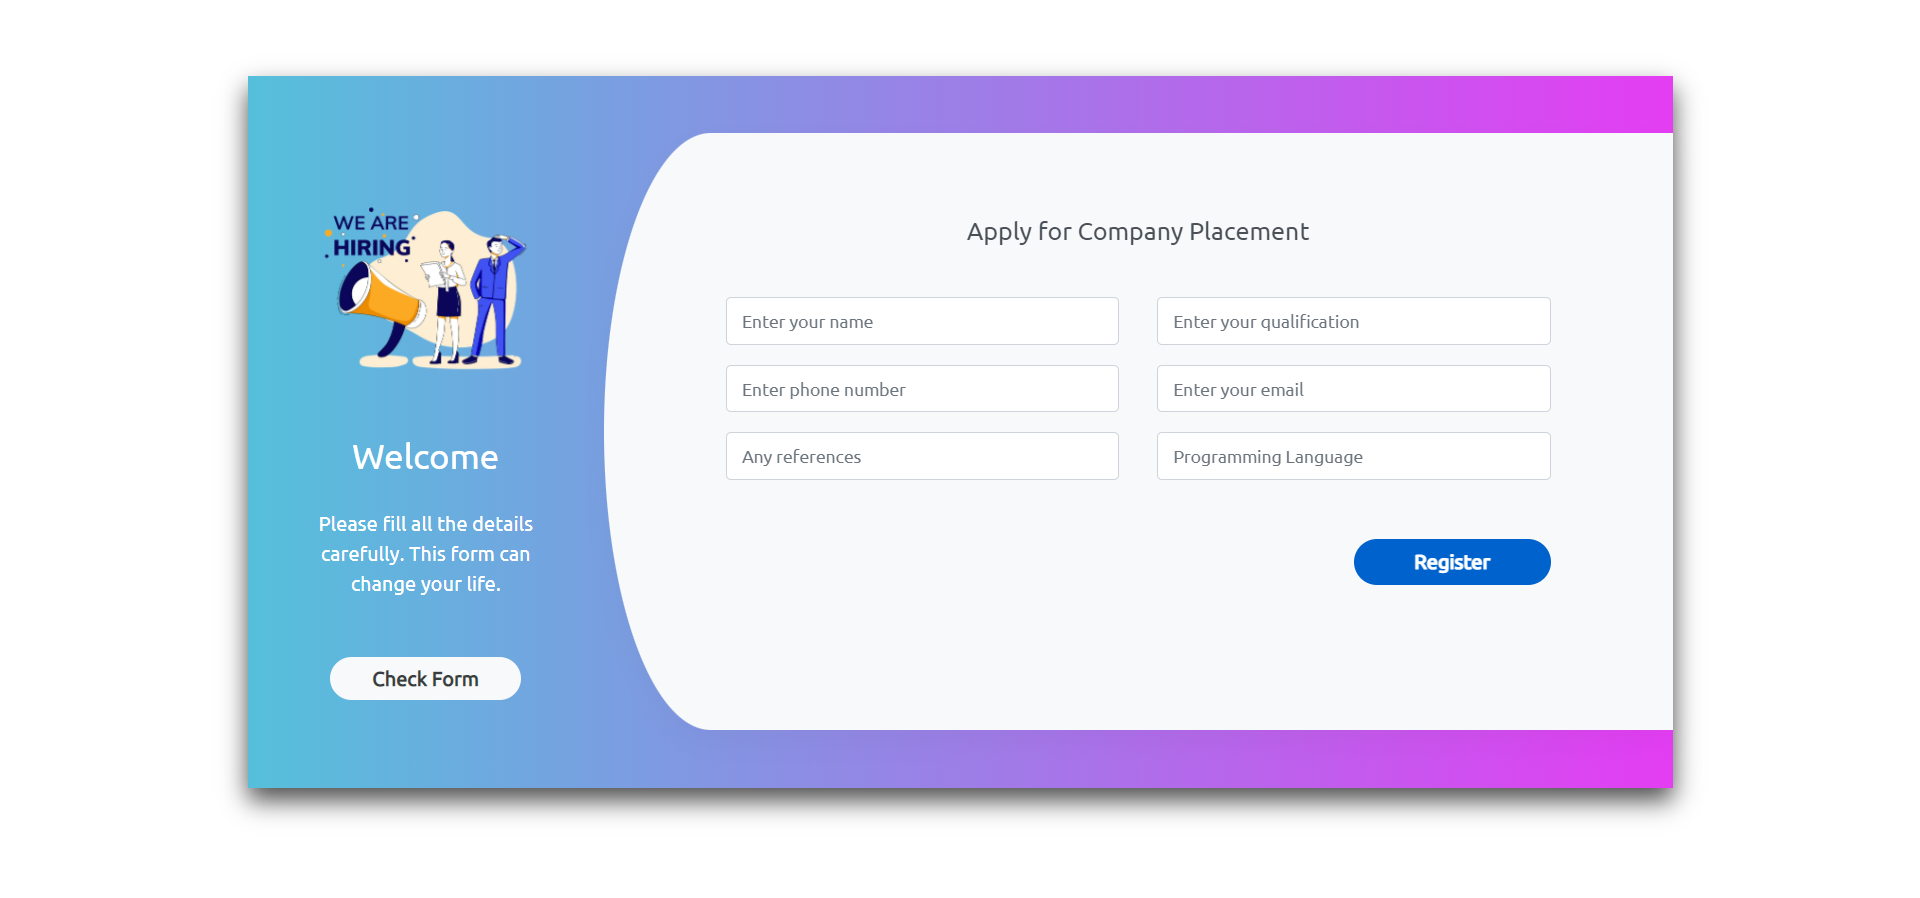 WE ARE
HIRING
Welcome
Please fill all the details
carefully. This form can
change your life.
Check Form
Apply for Company Placement
Enter your name
Enter your qualification
Enter phone number
Enter your email
Any references
Programming Language
Register